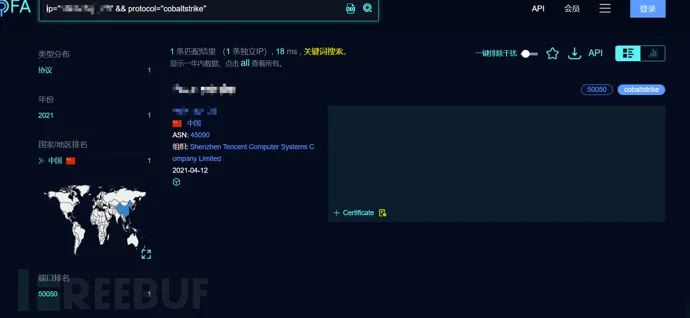 FA
ip=" " && protocol="cobaltstrike"
API
会员
登录
类型分布
协议 1
年份
2021 1
国家/地区排名
中国 1
端口排名
50050 1
1 条匹配结果 （ 1 条独立IP），18 ms，关键词搜索。
显示一年内数据，点击 all 查看所有。
一键排除干扰
API
50050
cobaltstrike
中国
ASN: 45090
组织: Shenzhen Tencent Computer Systems C
ompany Limited
2021-04-12
+ Certificate
REEBUF